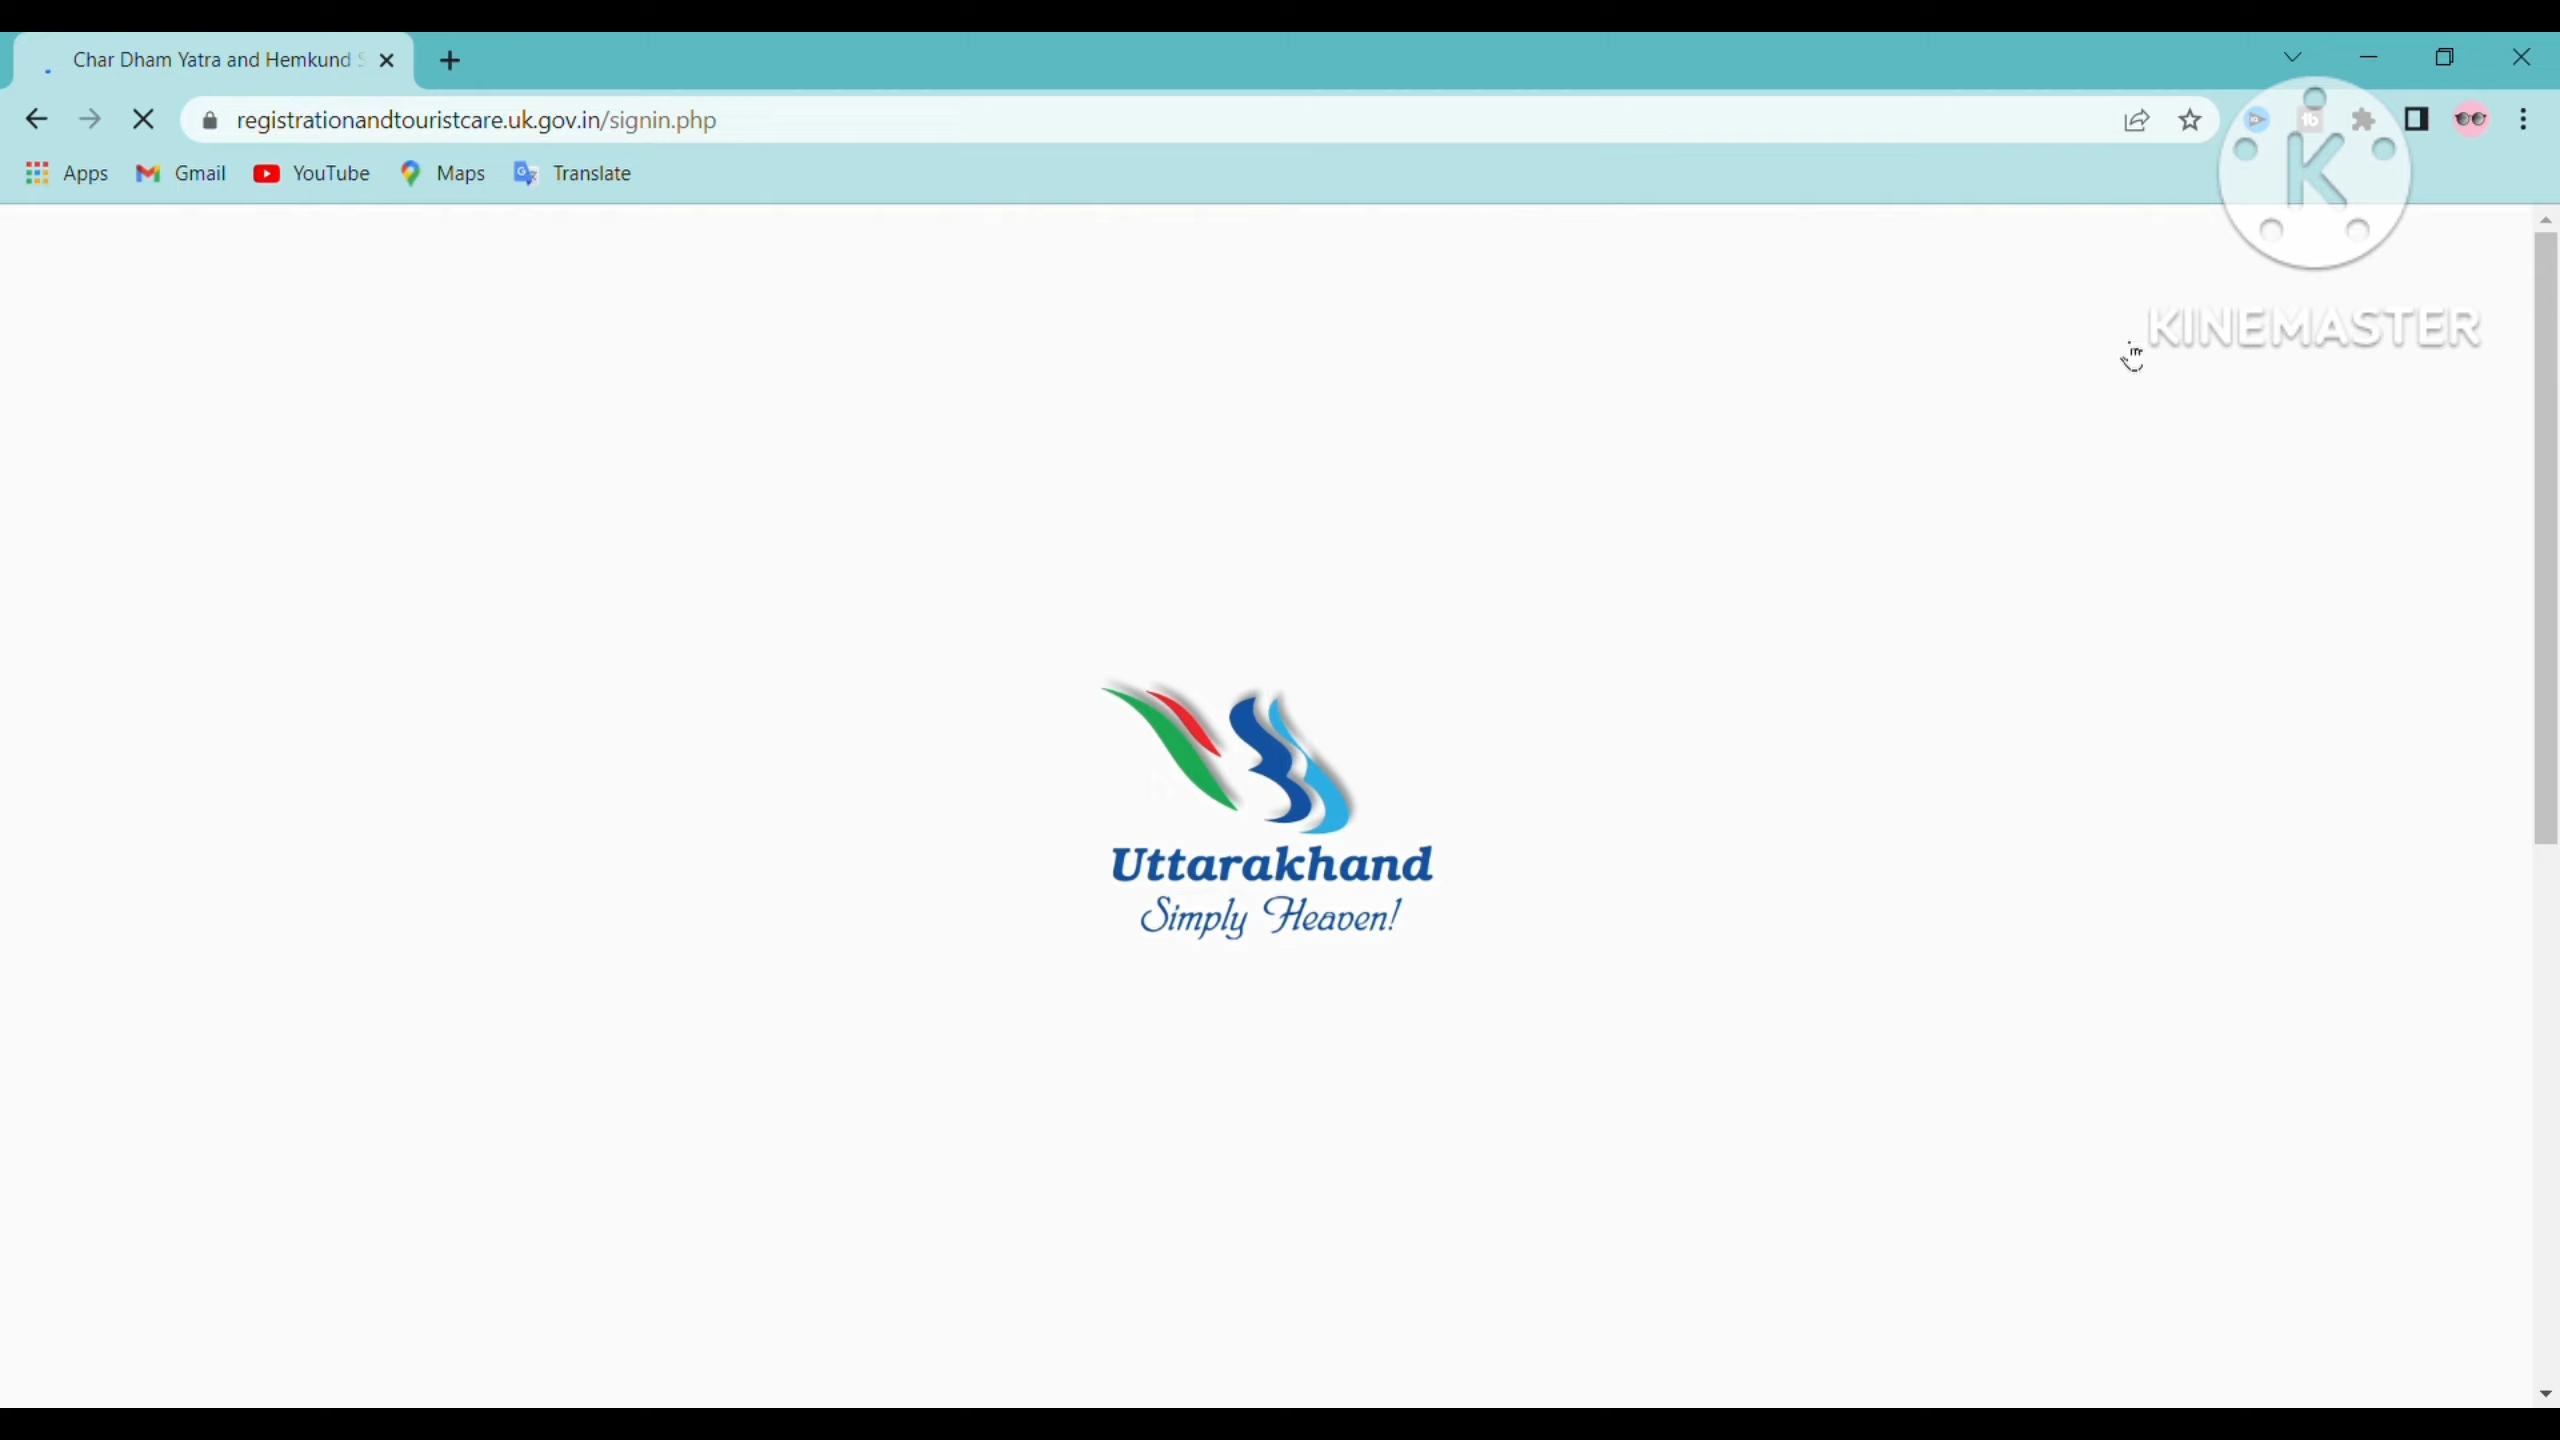 Char Dham Yatra and Hemkund S
registrationandtouristcare.uk.gov.in/signin.php
Apps Gmail YouTube Maps Translate
K
KINEMASTER
Uttarakhand
Simply Heaven!